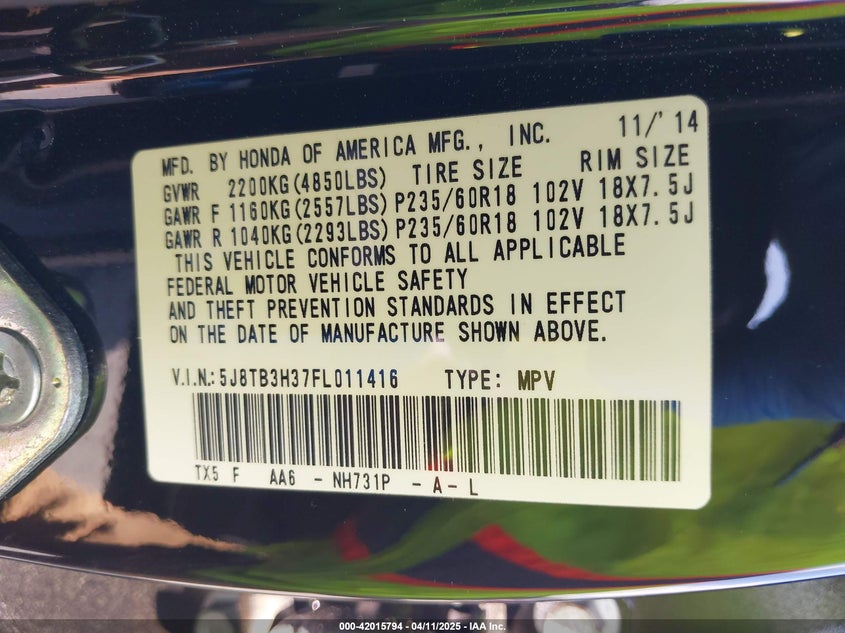 MFD. BY HONDA OF AMERICA MFG., INC. 11/'14
GVWR 2200KG(4850LBS) TIRE SIZE RIM SIZE
GAWR F 1160KG(2557LBS) P235/60R18 102V 18X7.5J
GAWR R 1040KG(2293LBS) P235/60R18 102V 18X7.5J
THIS VEHICLE CONFORMS TO ALL APPLICABLE
FEDERAL MOTOR VEHICLE SAFETY
AND THEFT PREVENTION STANDARDS IN EFFECT
ON THE DATE OF MANUFACTURE SHOWN ABOVE.
V.I.N.: 5J8TB3H37FL011416 TYPE: MPV
TX5 F AA6 - NH731P - A - L
000-42015794 - 04/11/2025 - IAA Inc.